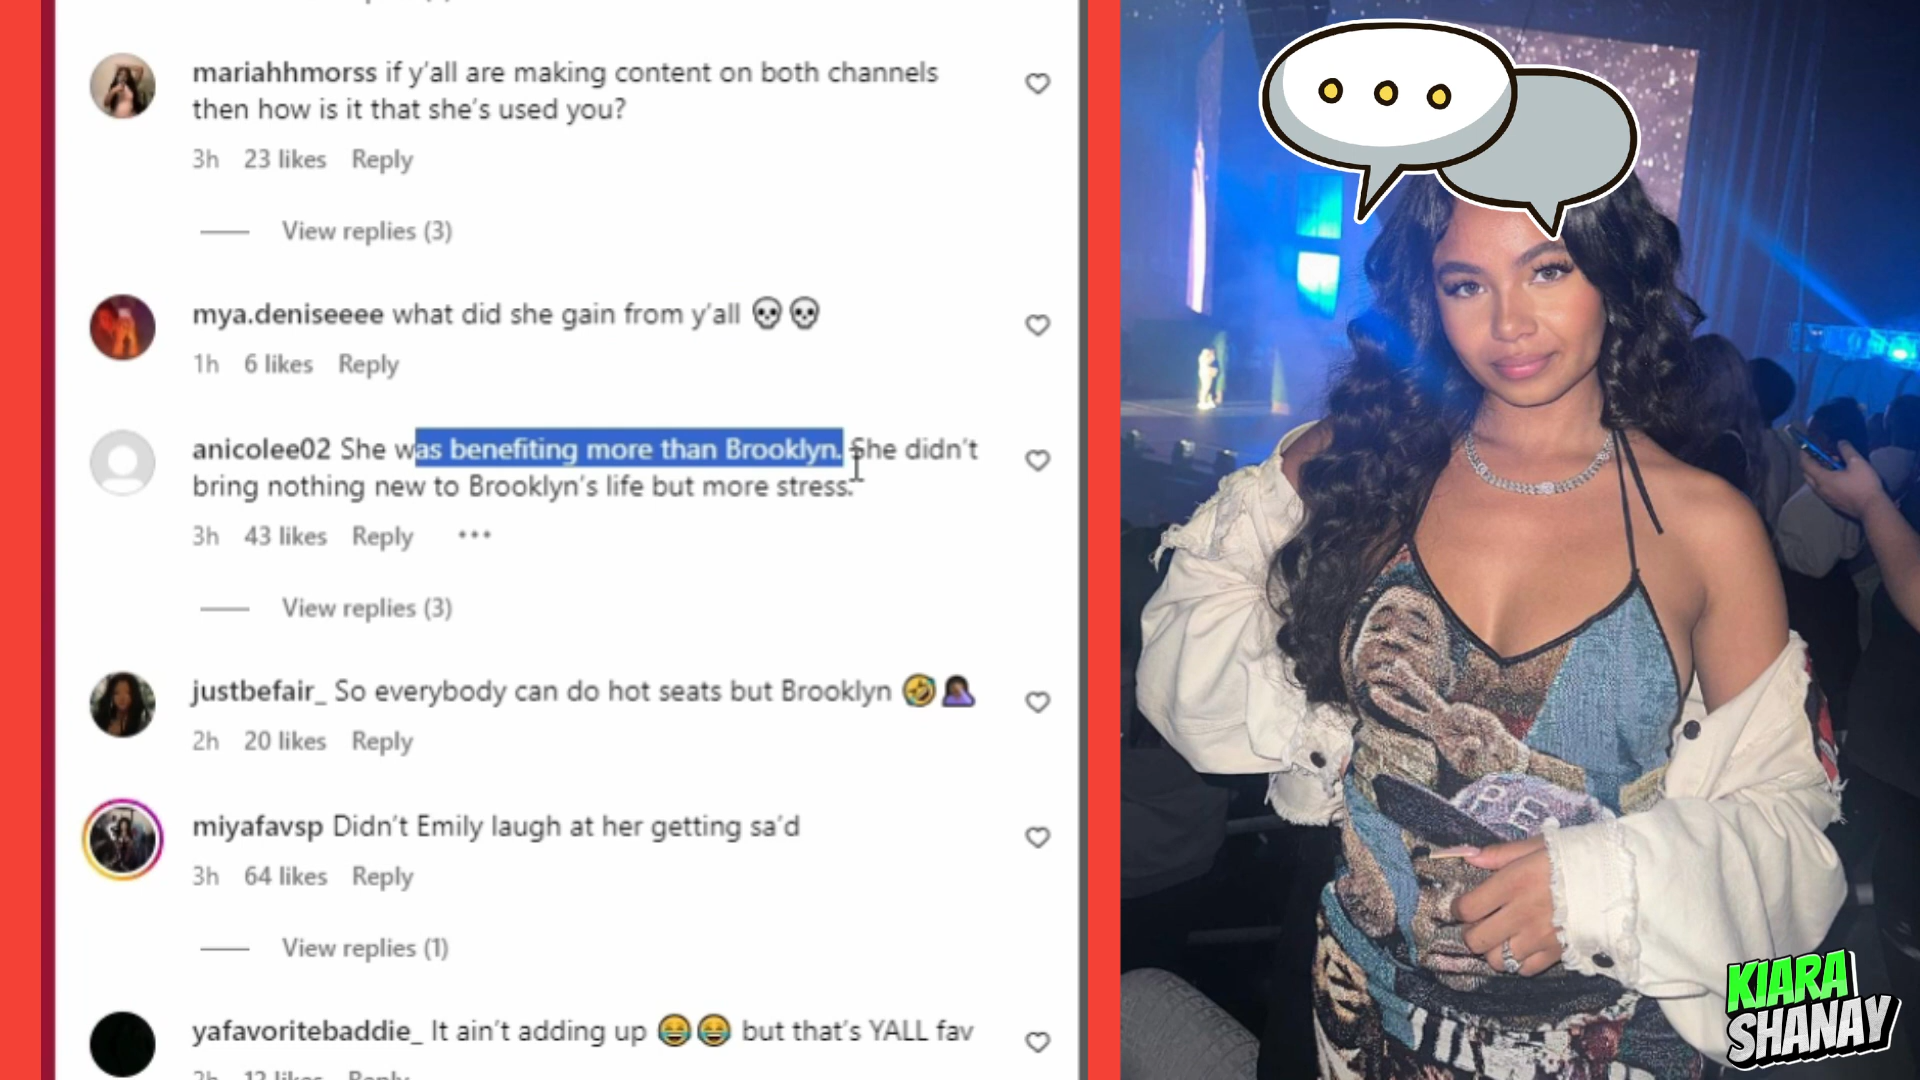 mariahhmorss if y'all are making content on both channels
then how is it that she's used you?
3h 23 likes Reply
View replies (3)
mya.deniseeee what did she gain from y'all 💀💀
1h 6 likes Reply
anicolee02 She was benefiting more than Brooklyn. She didn't
bring nothing new to Brooklyn's life but more stress.
3h 43 likes Reply •••
View replies (3)
justbefair_ So everybody can do hot seats but Brooklyn 🤣🤦🏾‍♀️
2h 20 likes Reply
miyafavsp Didn't Emily laugh at her getting sa'd
3h 64 likes Reply
View replies (1)
yafavoritebaddie_ It ain't adding up 😂😂 but that's YALL fav
KIARA
SHANAY